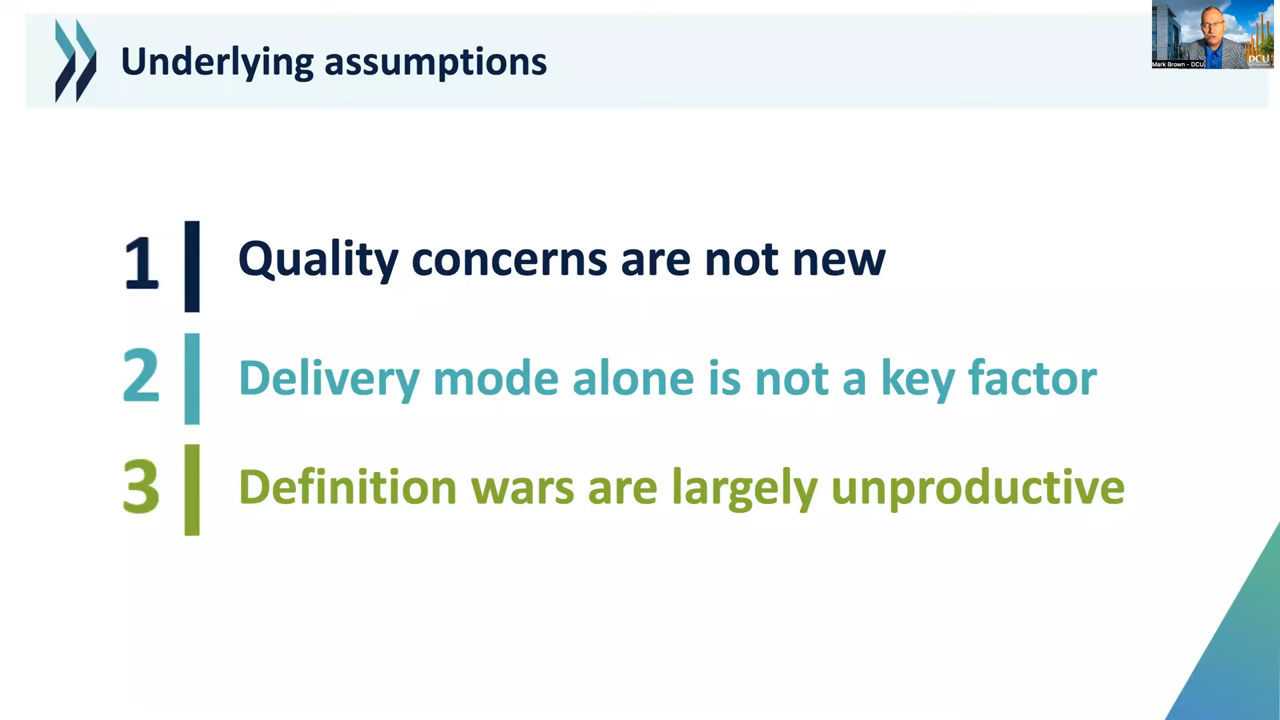 Underlying assumptions
Mark Brown - DCU
DCU
1 Quality concerns are not new
2 Delivery mode alone is not a key factor
3 Definition wars are largely unproductive